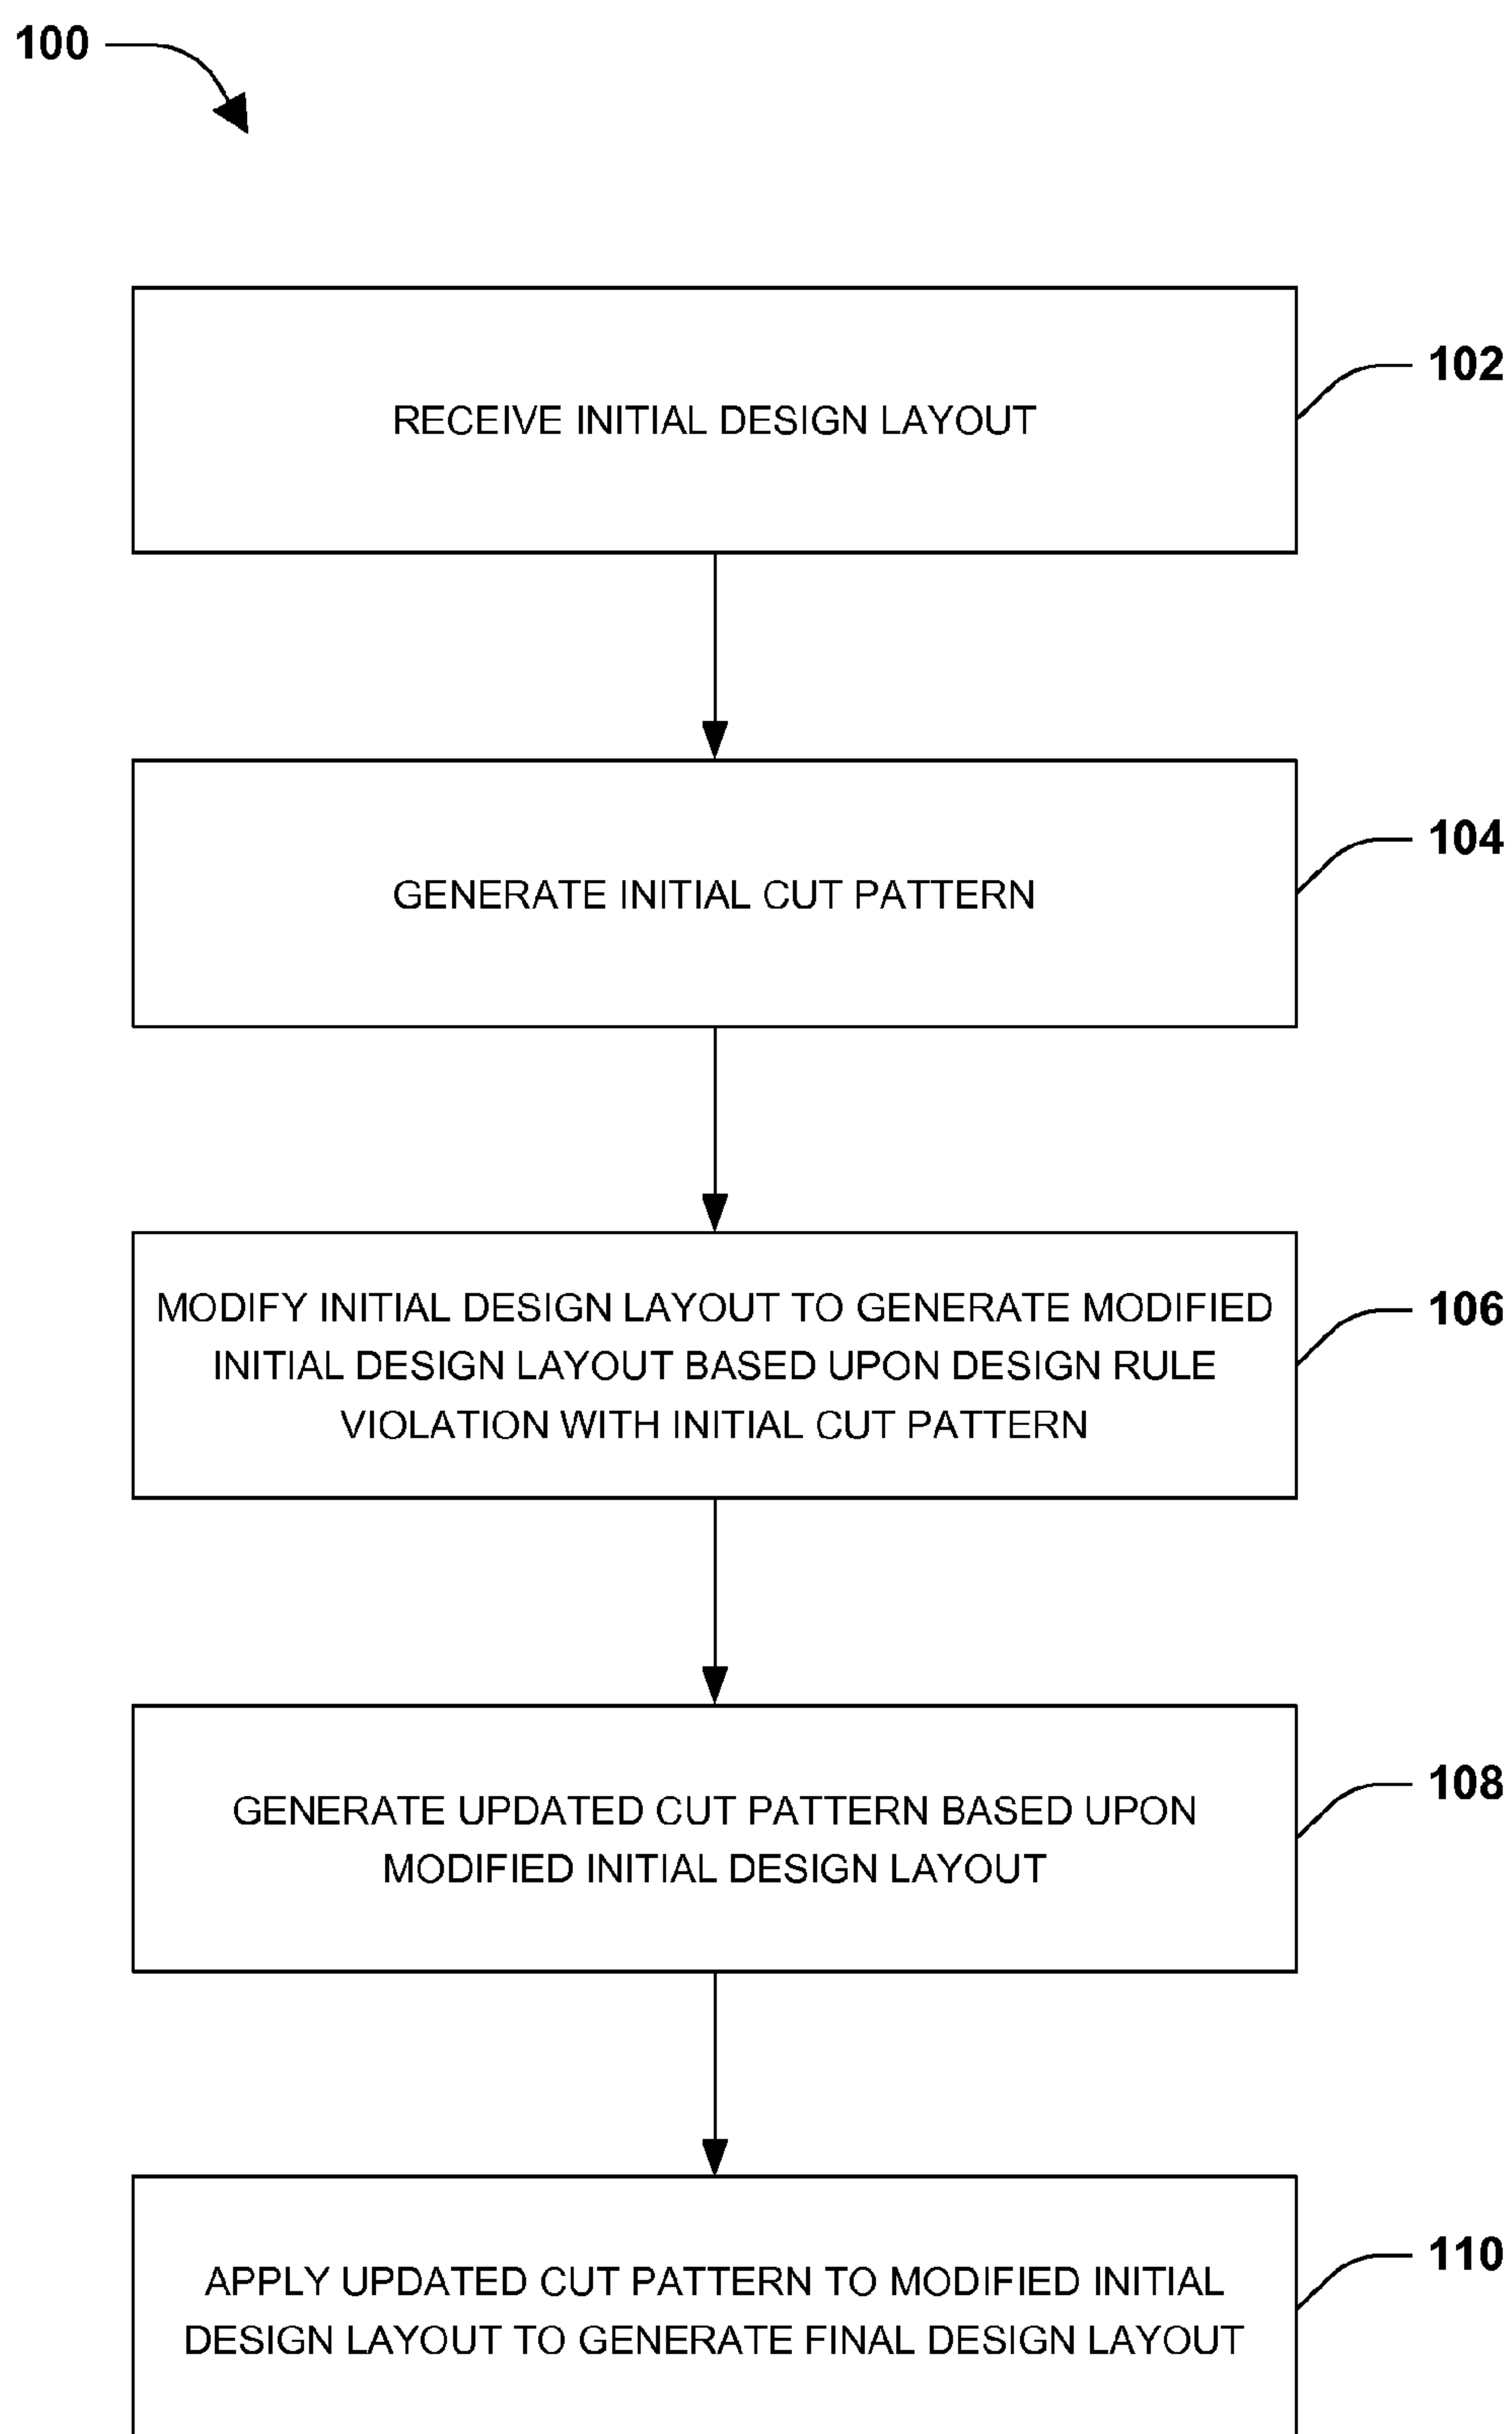 100
RECEIVE INITIAL DESIGN LAYOUT
102
GENERATE INITIAL CUT PATTERN
104
MODIFY INITIAL DESIGN LAYOUT TO GENERATE MODIFIED
INITIAL DESIGN LAYOUT BASED UPON DESIGN RULE
VIOLATION WITH INITIAL CUT PATTERN
106
GENERATE UPDATED CUT PATTERN BASED UPON
MODIFIED INITIAL DESIGN LAYOUT
108
APPLY UPDATED CUT PATTERN TO MODIFIED INITIAL
DESIGN LAYOUT TO GENERATE FINAL DESIGN LAYOUT
110